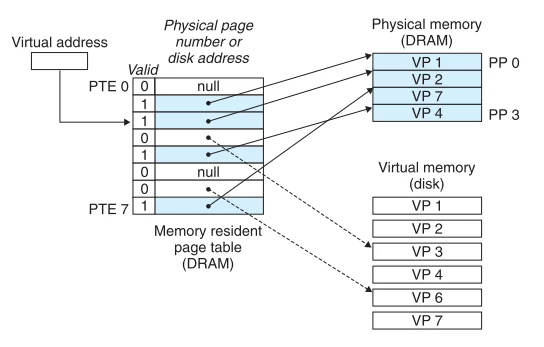 Virtual address
Physical page
number or
disk address
Valid
PTE 0
0
null
1
1
0
1
0
null
0
PTE 7
1
Memory resident
page table
(DRAM)
Physical memory
(DRAM)
VP 1
PP 0
VP 2
VP 7
VP 4
PP 3
Virtual memory
(disk)
VP 1
VP 2
VP 3
VP 4
VP 6
VP 7